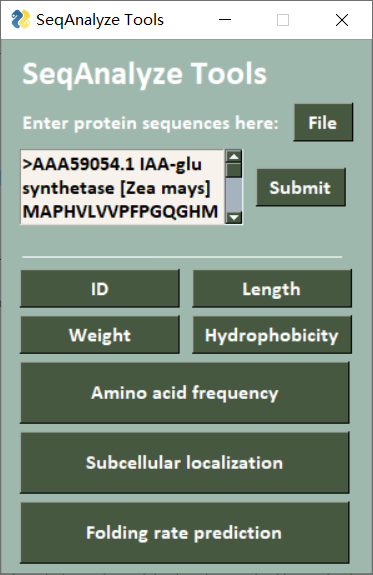 SeqAnalyze Tools
SeqAnalyze Tools
Enter protein sequences here:
File
>AAA59054.1 IAA-glu
synthetase [Zea mays]
MAPHVLVVPFPGQGHM
Submit
ID
Length
Weight
Hydrophobicity
Amino acid frequency
Subcellular localization
Folding rate prediction